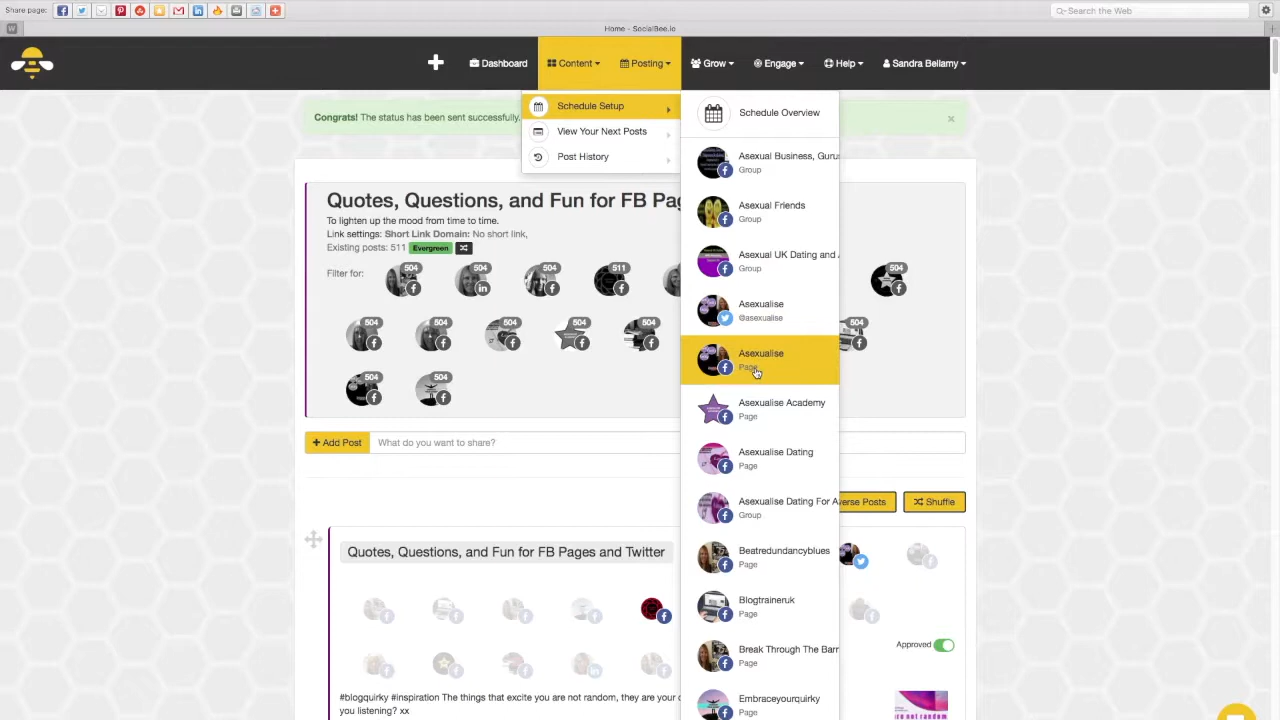 Share page:
Search the Web
W
Home - SocialBee.io
Dashboard
Content
Posting
Grow
Engage
Help
Sandra Bellamy
Congrats! The status has been sent successfully.
×
Schedule Setup
View Your Next Posts
Post History
Schedule Overview
Asexual Business, Gurus
Group
Asexual Friends
Group
Asexual UK Dating and
Group
Asexualise
@asexualise
Asexualise
Page
Asexualise Academy
Page
Asexualise Dating
Page
Asexualise Dating For A
Group
Beatredundancyblues
Page
Blogtraineruk
Page
Break Through The Barr
Page
Embraceyourquirky
Page
Quotes, Questions, and Fun for FB Pag
To lighten up the mood from time to time.
Link settings: Short Link Domain: No short link,
Existing posts: 511 Evergreen
Filter for:
504 504 504 511 504
504 504 504 504 504 504
504 504
+ Add Post What do you want to share?
verse Posts Shuffle
Quotes, Questions, and Fun for FB Pages and Twitter
Approved
#blogquirky #inspiration The things that excite you are not random, they are your c
you listening? xx
re not random